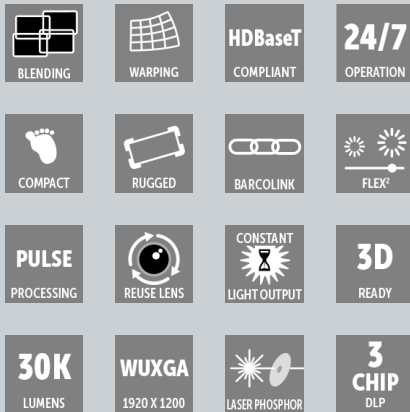 BLENDING
WARPING
HDBaseT
COMPLIANT
24/7
OPERATION
COMPACT
RUGGED
BARCOLINK
FLEX²
PULSE
PROCESSING
REUSE LENS
CONSTANT
LIGHT OUTPUT
3D
READY
30K
LUMENS
WUXGA
1920 X 1200
LASER PHOSPHOR
3
CHIP
DLP